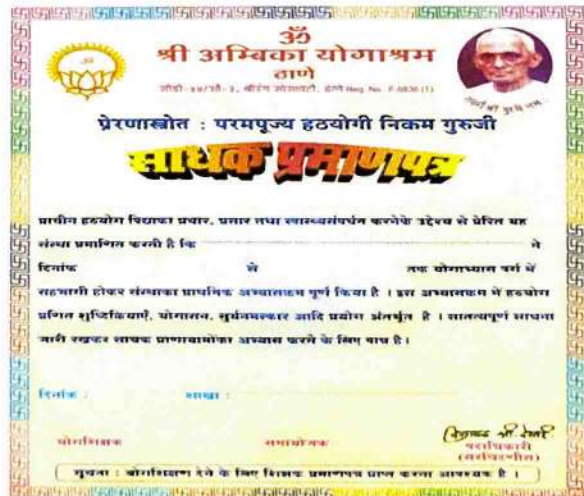 ॐ
श्री अम्बिका योगाश्रम
ठाणे
प्रेरणास्त्रोत : परमपूज्य हठयोगी निकम गुरुजी
साधक प्रमाणपत्र
प्राचीन हठयोग विद्याका प्रचार, प्रसार तथा स्वास्थ्यसंवर्धन करनेके उद्देश्य से प्रेरित यह
संस्था प्रमाणित करती है कि ने
दिनांक से तक योगाभ्यास वर्ग में
सहभागी होकर संस्थाका प्राथमिक अभ्यासक्रम पूर्ण किया है । इस अभ्यासक्रम में हठयोग
प्रणित शुध्दिक्रियाएँ, योगासन, सुर्यनमस्कार आदि प्रयोग अंतर्भूत है । सातत्यपूर्ण साधना
जारी रखकर साधक प्राणायामोंका अभ्यास करने के लिए पात्र है।
दिनांक : शाखा :
योगशिक्षक समायोजक पदाधिकारी
(सरचिटणीस)
सूचना : योगशिक्षण देने के लिए शिक्षक प्रमाणपत्र प्राप्त करना आवश्यक है ।